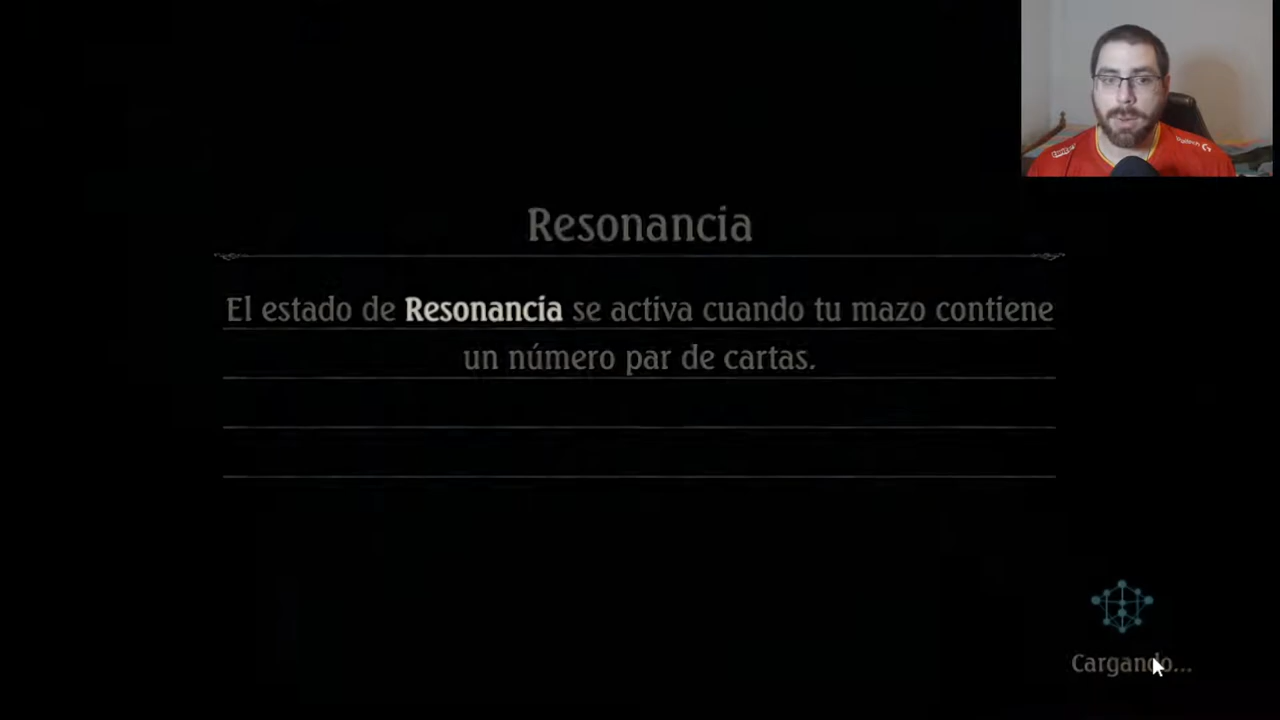 Resonancia
El estado de Resonancia se activa cuando tu mazo contiene
un número par de cartas.
Cargando...